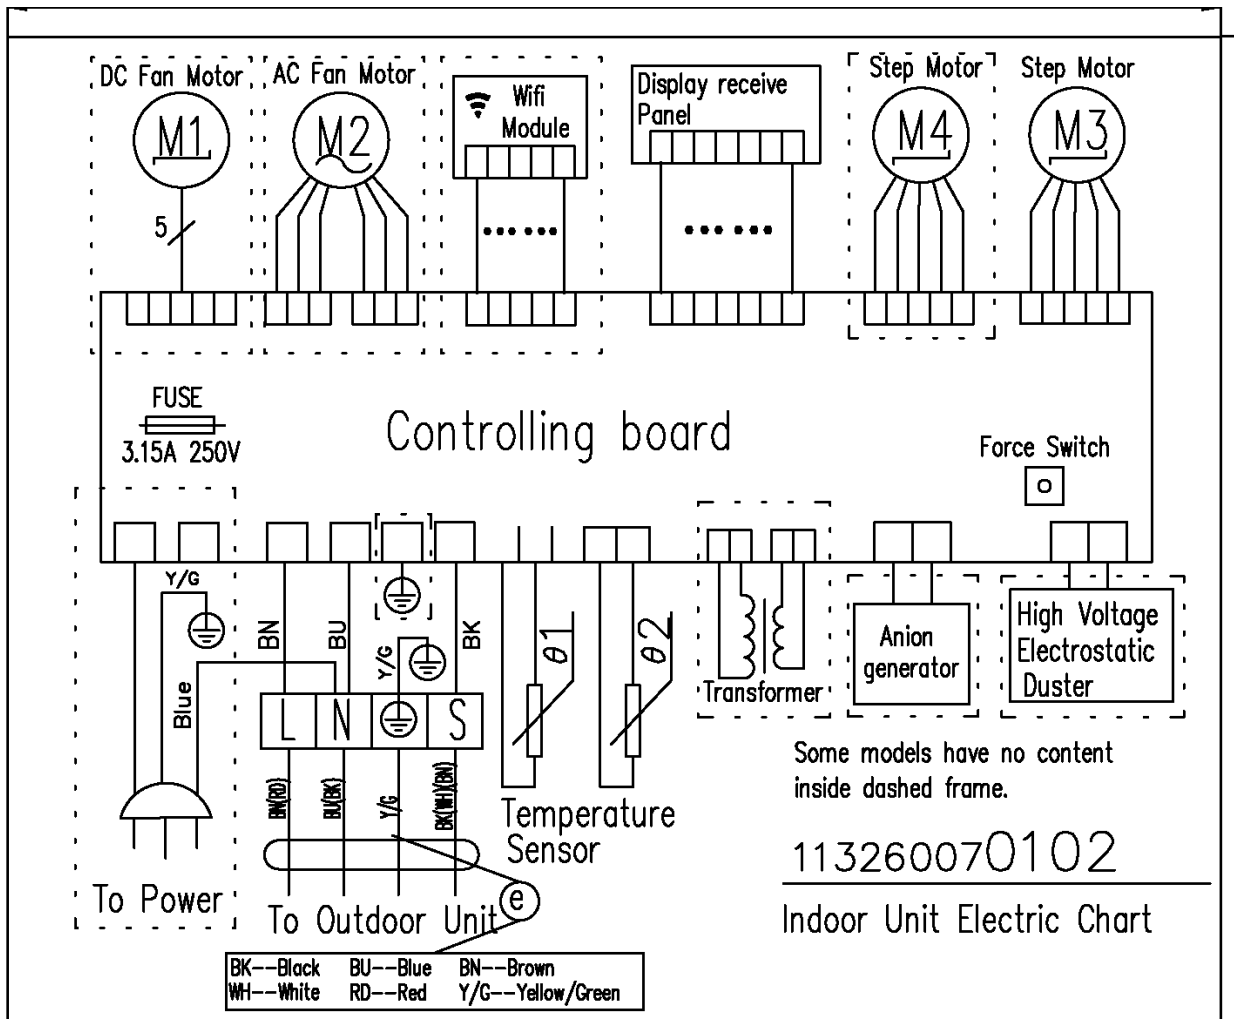 DC Fan Motor
AC Fan Motor
Wifi
Module
Display receive
Panel
Step Motor
Step Motor
M1
M2
M4
M3
5
FUSE
3.15A 250V
Controlling board
Force Switch
Y/G
BN
BU
Y/G
BK
θ1
θ2
Blue
L N S
Transformer
Anion
generator
High Voltage
Electrostatic
Duster
BN(RD)
BU(BK)
Y/G
BK(WH)(BN)
Temperature
Sensor
Some models have no content
inside dashed frame.
113260070102
To Power
To Outdoor Unit
e
Indoor Unit Electric Chart
BK--Black BU--Blue BN--Brown
WH--White RD--Red Y/G--Yellow/Green